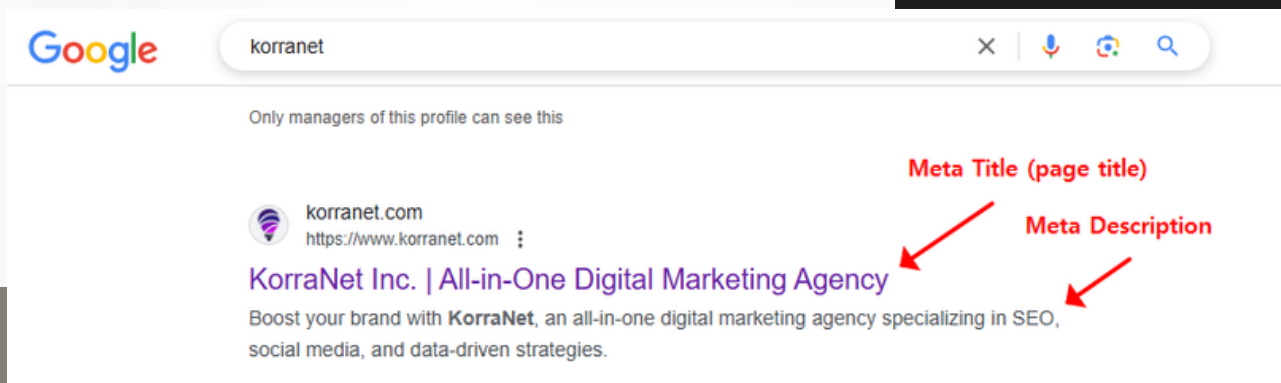 Google
korranet
Only managers of this profile can see this
Meta Title (page title)
korranet.com
https://www.korranet.com
Meta Description
KorraNet Inc. | All-in-One Digital Marketing Agency
Boost your brand with KorraNet, an all-in-one digital marketing agency specializing in SEO,
social media, and data-driven strategies.